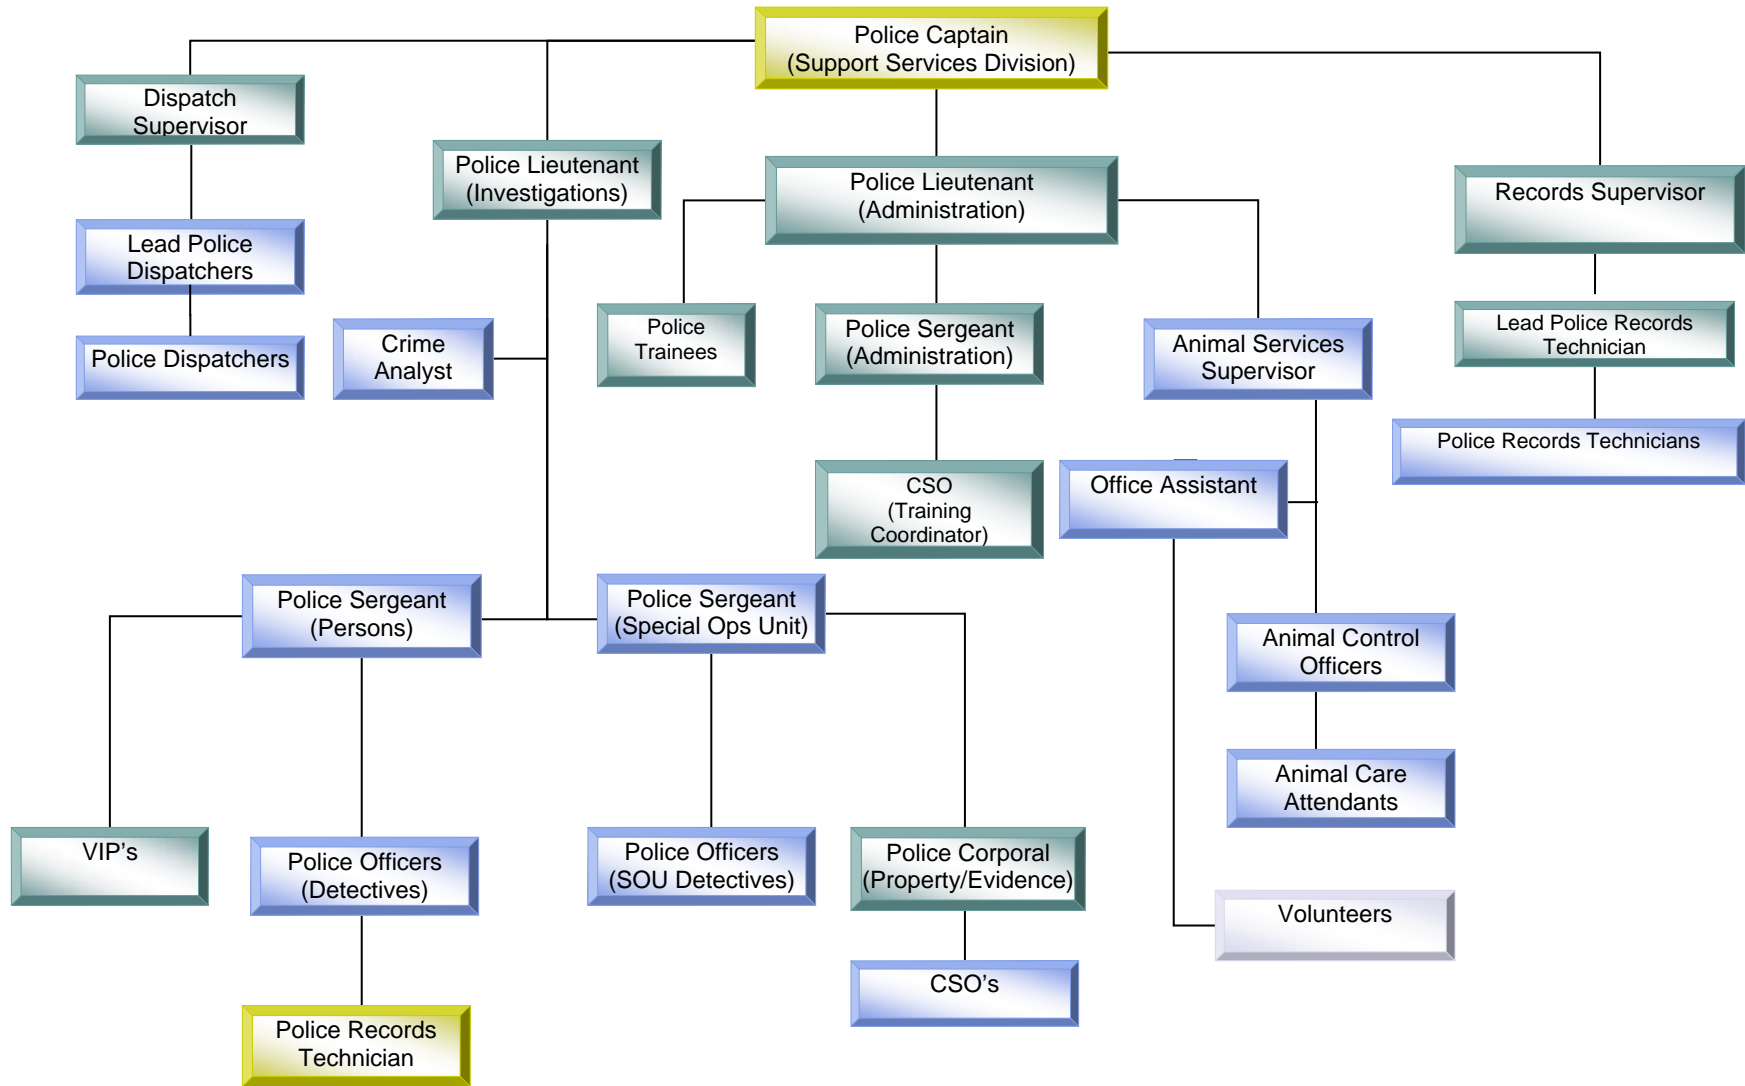 Police Captain
(Support Services Division)
Dispatch
Supervisor
Police Lieutenant
(Investigations)
Police Lieutenant
(Administration)
Records Supervisor
Lead Police
Dispatchers
Police Dispatchers
Crime
Analyst
Police
Trainees
Police Sergeant
(Administration)
Animal Services
Supervisor
Lead Police Records
Technician
Police Records Technicians
CSO
(Training
Coordinator)
Office Assistant
Police Sergeant
(Persons)
Police Sergeant
(Special Ops Unit)
Animal Control
Officers
Animal Care
Attendants
VIP's
Police Officers
(Detectives)
Police Officers
(SOU Detectives)
Police Corporal
(Property/Evidence)
Volunteers
CSO's
Police Records
Technician